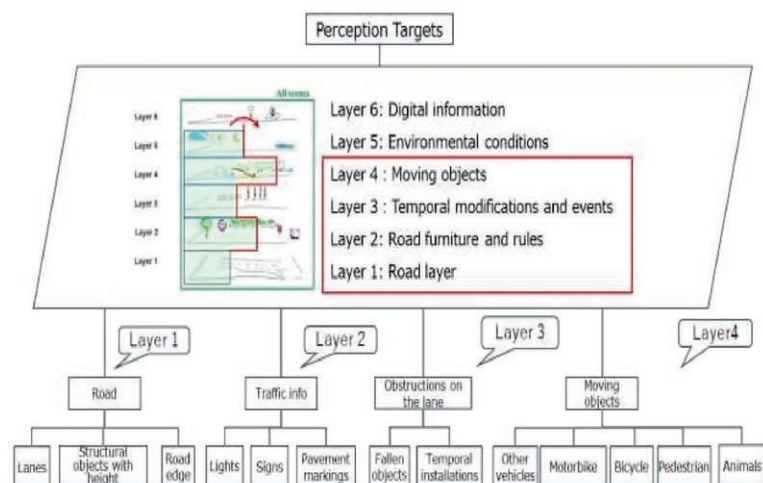 Perception Targets
All scenes
Layer 6
Layer 5
Layer 4
Layer 3
Layer 2
Layer 1
Layer 6: Digital information
Layer 5: Environmental conditions
Layer 4 : Moving objects
Layer 3 : Temporal modifications and events
Layer 2: Road furniture and rules
Layer 1: Road layer
Layer 1
Layer 2
Layer 3
Layer4
Road
Traffic info
Obstructions on
the lane
Moving
objects
Lanes
Structural
objects with
height
Road
edge
Lights
Signs
Pavement
markings
Fallen
objects
Temporal
installations
Other
vehicles
Motorbike
Bicycle
Pedestrian
Animals